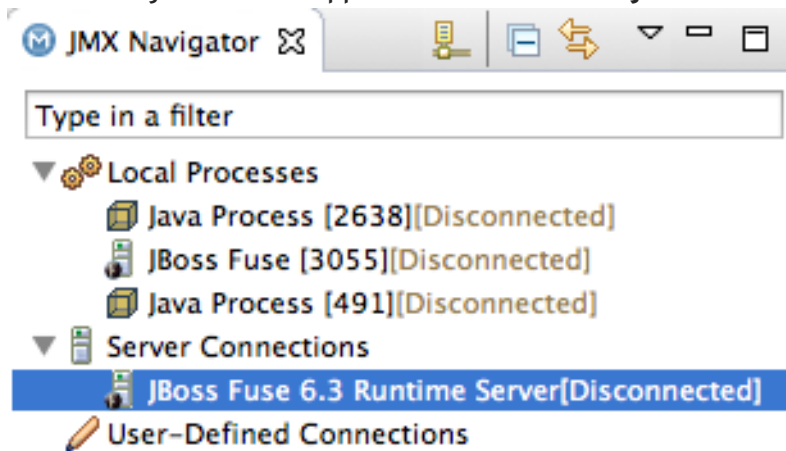 JMX Navigator
Type in a filter
Local Processes
Java Process [2638][Disconnected]
JBoss Fuse [3055][Disconnected]
Java Process [491][Disconnected]
Server Connections
JBoss Fuse 6.3 Runtime Server[Disconnected]
User-Defined Connections